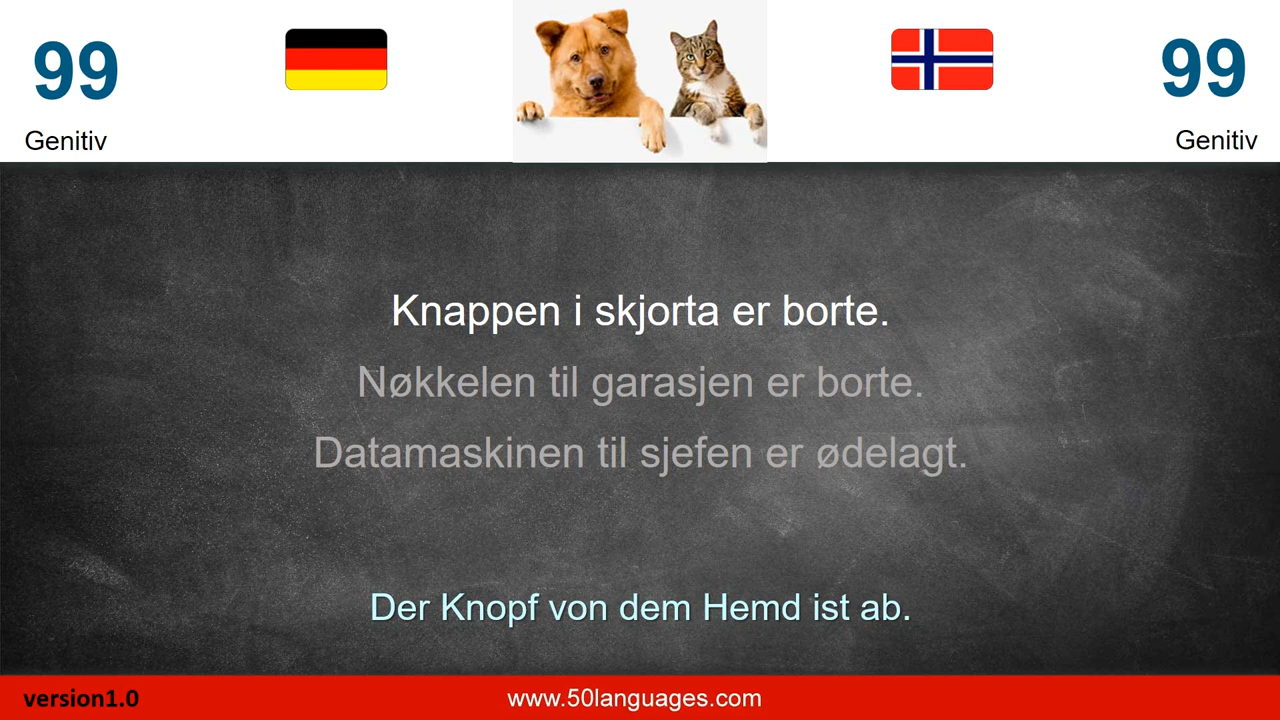 99
99
Genitiv
Genitiv
Knappen i skjorta er borte.
Nøkkelen til garasjen er borte.
Datamaskinen til sjefen er ødelagt.
Der Knopf von dem Hemd ist ab.
version1.0
www.50languages.com